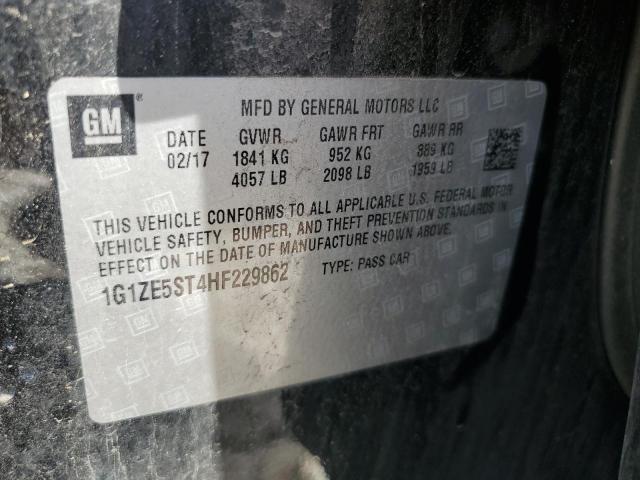 GM
®
MFD BY GENERAL MOTORS LLC
DATE GVWR GAWR FRT GAWR RR
02/17 1841 KG 952 KG 889 KG
4057 LB 2098 LB 1959 LB
THIS VEHICLE CONFORMS TO ALL APPLICABLE U.S. FEDERAL MOTOR
VEHICLE SAFETY, BUMPER, AND THEFT PREVENTION STANDARDS IN
EFFECT ON THE DATE OF MANUFACTURE SHOWN ABOVE.
1G1ZE5ST4HF229862 TYPE: PASS CAR